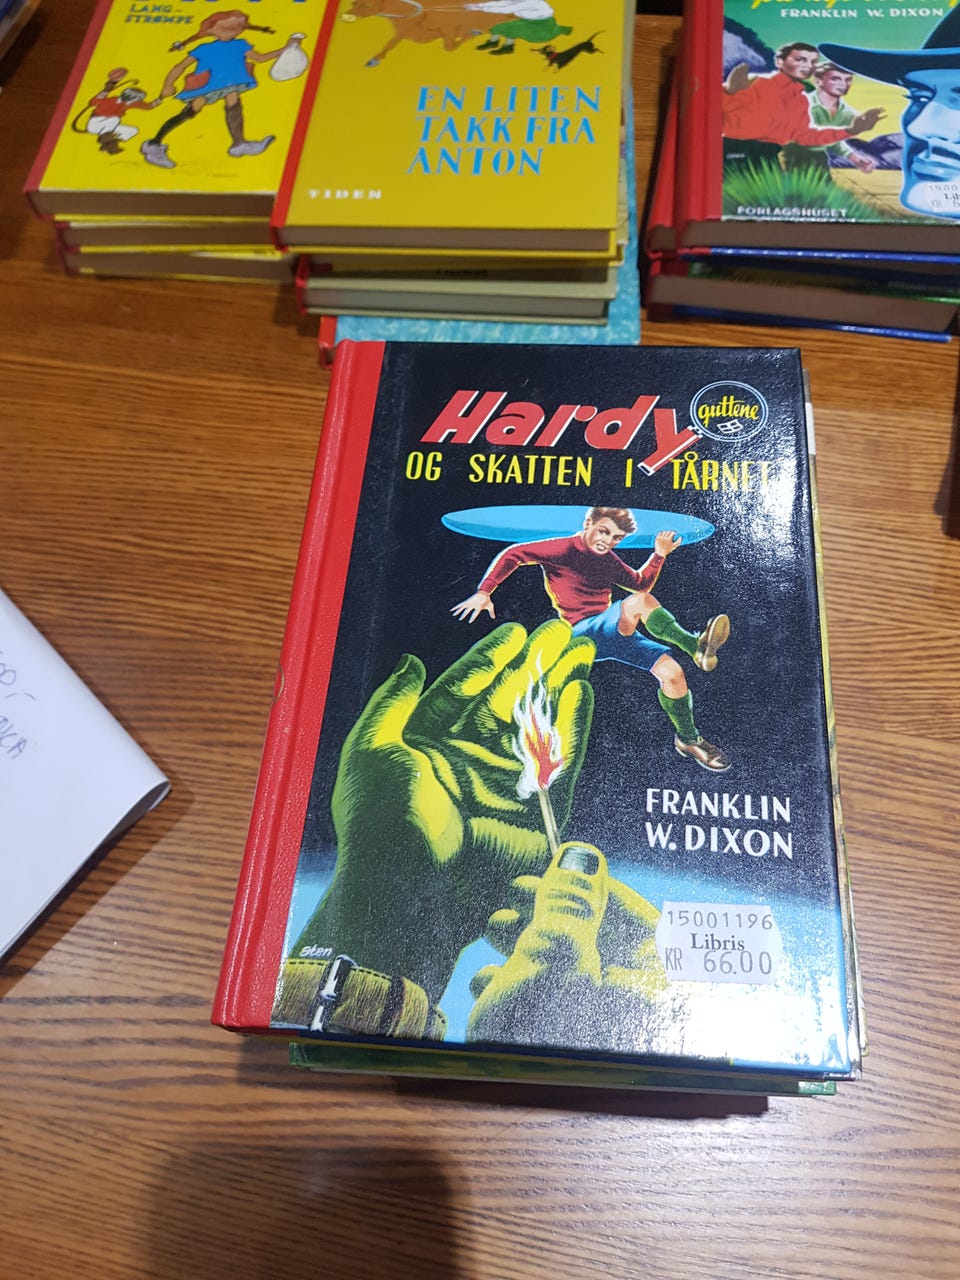 LANG-
STRØMPE
EN LITEN
TAKK FRA
ANTON
TIDEN
FRANKLIN W. DIXON
FORLAGSHUSET
Hardy
guttene
OG SKATTEN I TÅRNET
FRANKLIN
W. DIXON
15001196
Libris
KR 66.00
sten